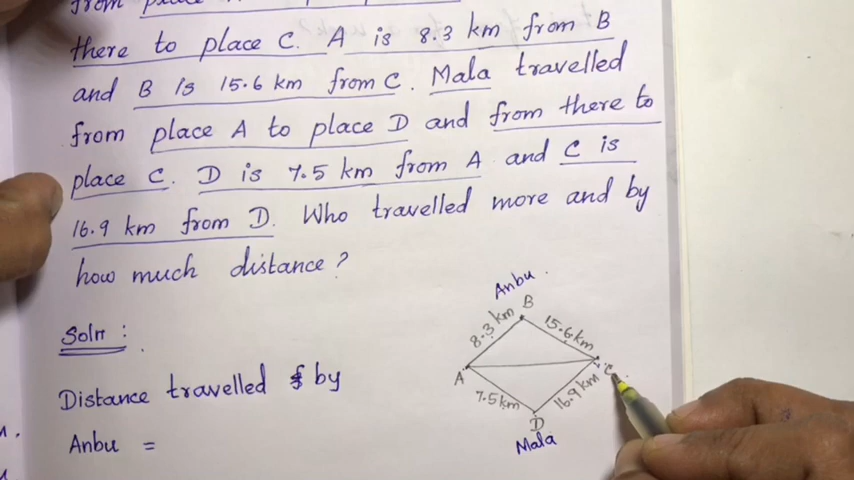 from place
there to place C. A is 8.3 km from B
and B is 15.6 km from C. Mala travelled
from place A to place D and from there to
place C. D is 7.5 km from A and C is
16.9 km from D. Who travelled more and by
how much distance?
Anbu.
B
8.3 km
15.6 km
Soln :
A
C
7.5 km
16.9 km
Distance travelled by
D
Mala
Anbu =